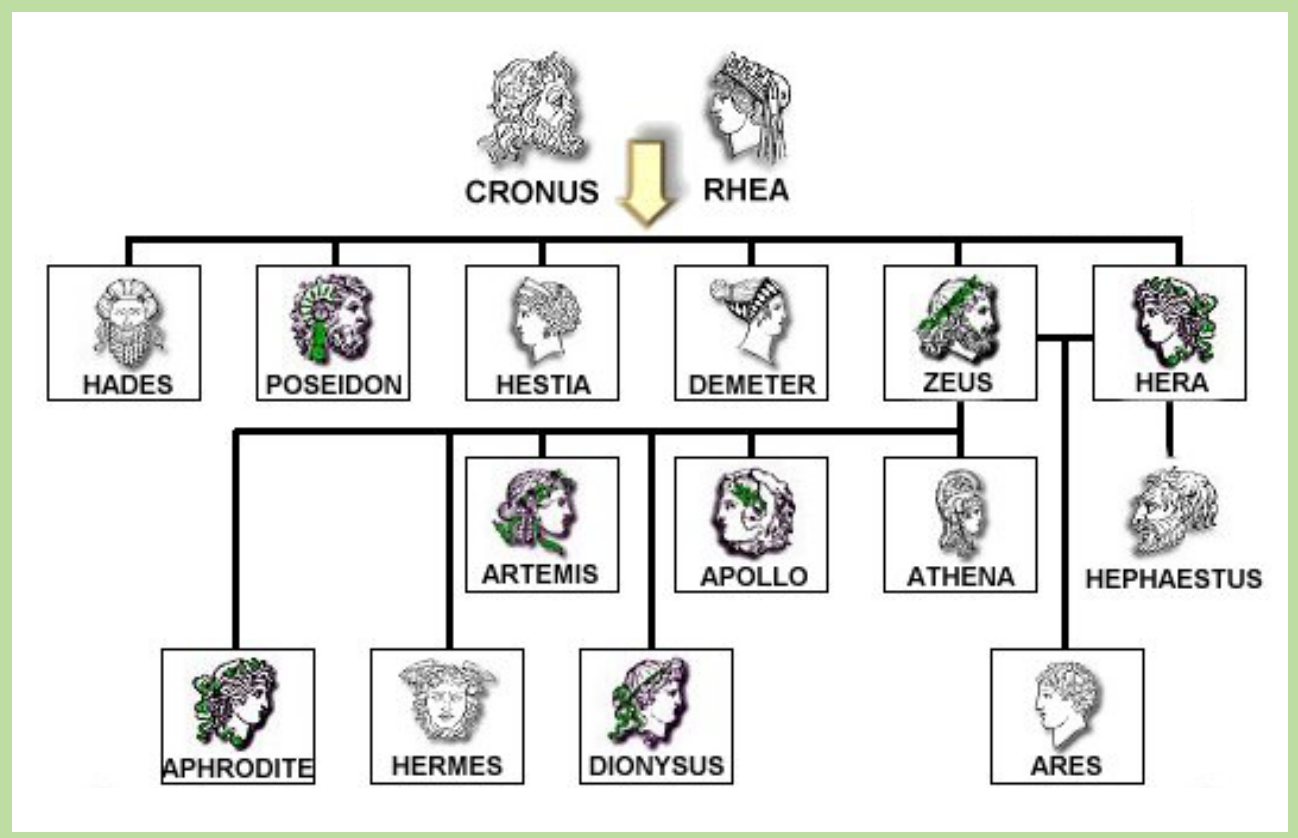 CRONUS
RHEA
HADES
POSEIDON
HESTIA
DEMETER
ZEUS
HERA
ARTEMIS
APOLLO
ATHENA
HEPHAESTUS
APHRODITE
HERMES
DIONYSUS
ARES